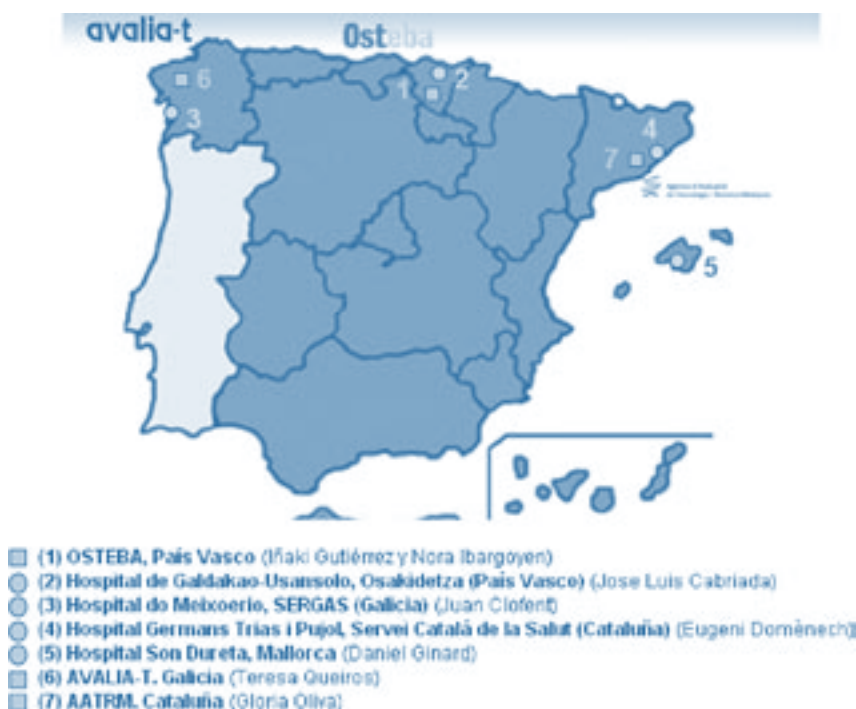 avalia-t Osteba
6 2
1
3
4
7
5
(1) OSTEBA, País Vasco (Iñaki Gutiérrez y Nora Ibargoyen)
(2) Hospital de Galdakao-Usansolo, Osakidetza (País Vasco) (Jose Luis Cabriada)
(3) Hospital do Meixoerio, SERGAS (Galicia) (Juan Clofent)
(4) Hospital Germans Trias i Pujol, Servei Català de la Salut (Cataluña) (Eugeni Domènech)
(5) Hospital Son Dureta, Mallorca (Daniel Ginard)
(6) AVALIA-T. Galicia (Teresa Queiros)
(7) AATRM. Cataluña (Gloria Oliva)